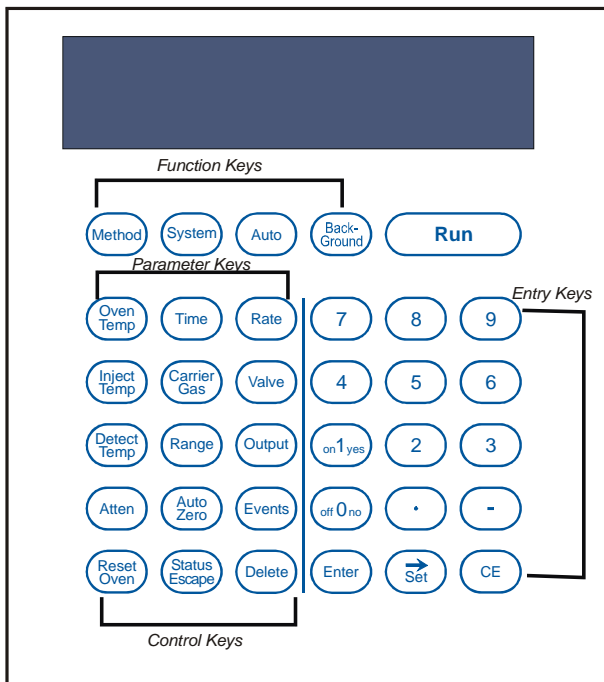 Function Keys
Method System Auto Back-
Ground Run
Parameter Keys
Entry Keys
Oven
Temp Time Rate 7 8 9
Inject
Temp Carrier
Gas Valve 4 5 6
Detect
Temp Range Output on 1 yes 2 3
Atten Auto
Zero Events off 0 no . -
Reset
Oven Status
Escape Delete Enter → Set CE
Control Keys